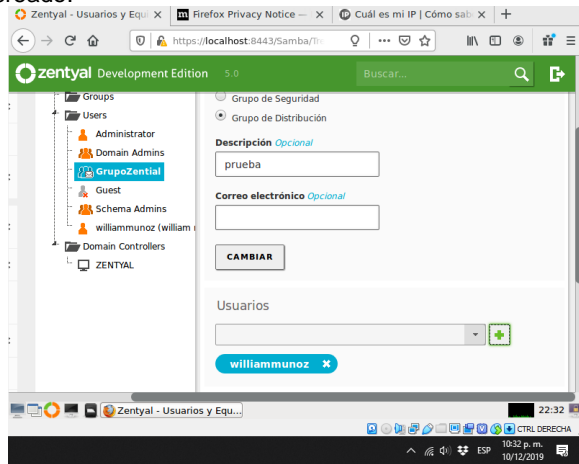 Zentyal - Usuarios y Equi
Firefox Privacy Notice —
Cuál es mi IP | Cómo sab
https://localhost:8443/Samba/Tr
zentyal Development Edition 5.0
Buscar...
Groups
Users
Administrator
Domain Admins
GrupoZential
Guest
Schema Admins
williammunoz (william
Domain Controllers
ZENTYAL
Grupo de Seguridad
Grupo de Distribución
Descripción Opcional
prueba
Correo electrónico Opcional
CAMBIAR
Usuarios
williammunoz
Zentyal - Usuarios y Equ...
22:32
CTRL DERECHA
ESP
10:32 p. m.
10/12/2019